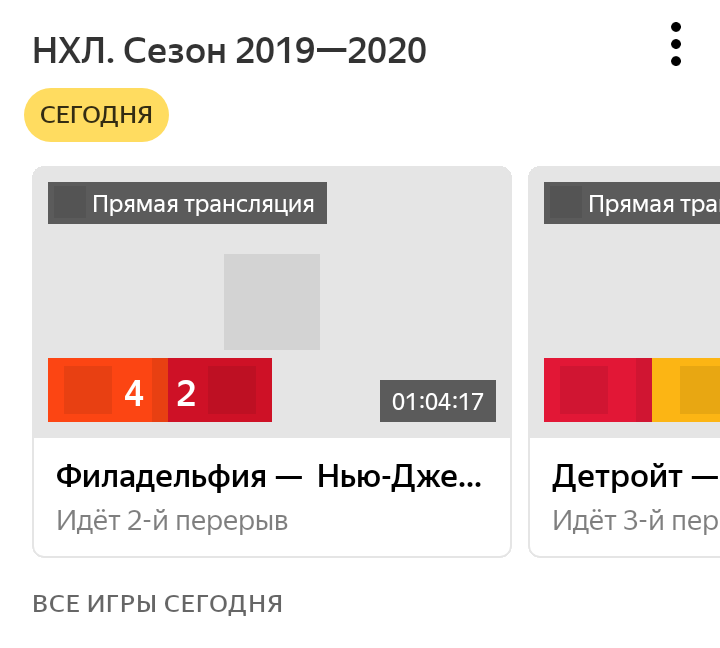 НХЛ. Сезон 2019—2020
СЕГОДНЯ
Прямая трансляция
4 2
01:04:17
Филадельфия — Нью-Дже...
Идёт 2-й перерыв
Прямая тра
Детройт —
Идёт 3-й пер
ВСЕ ИГРЫ СЕГОДНЯ